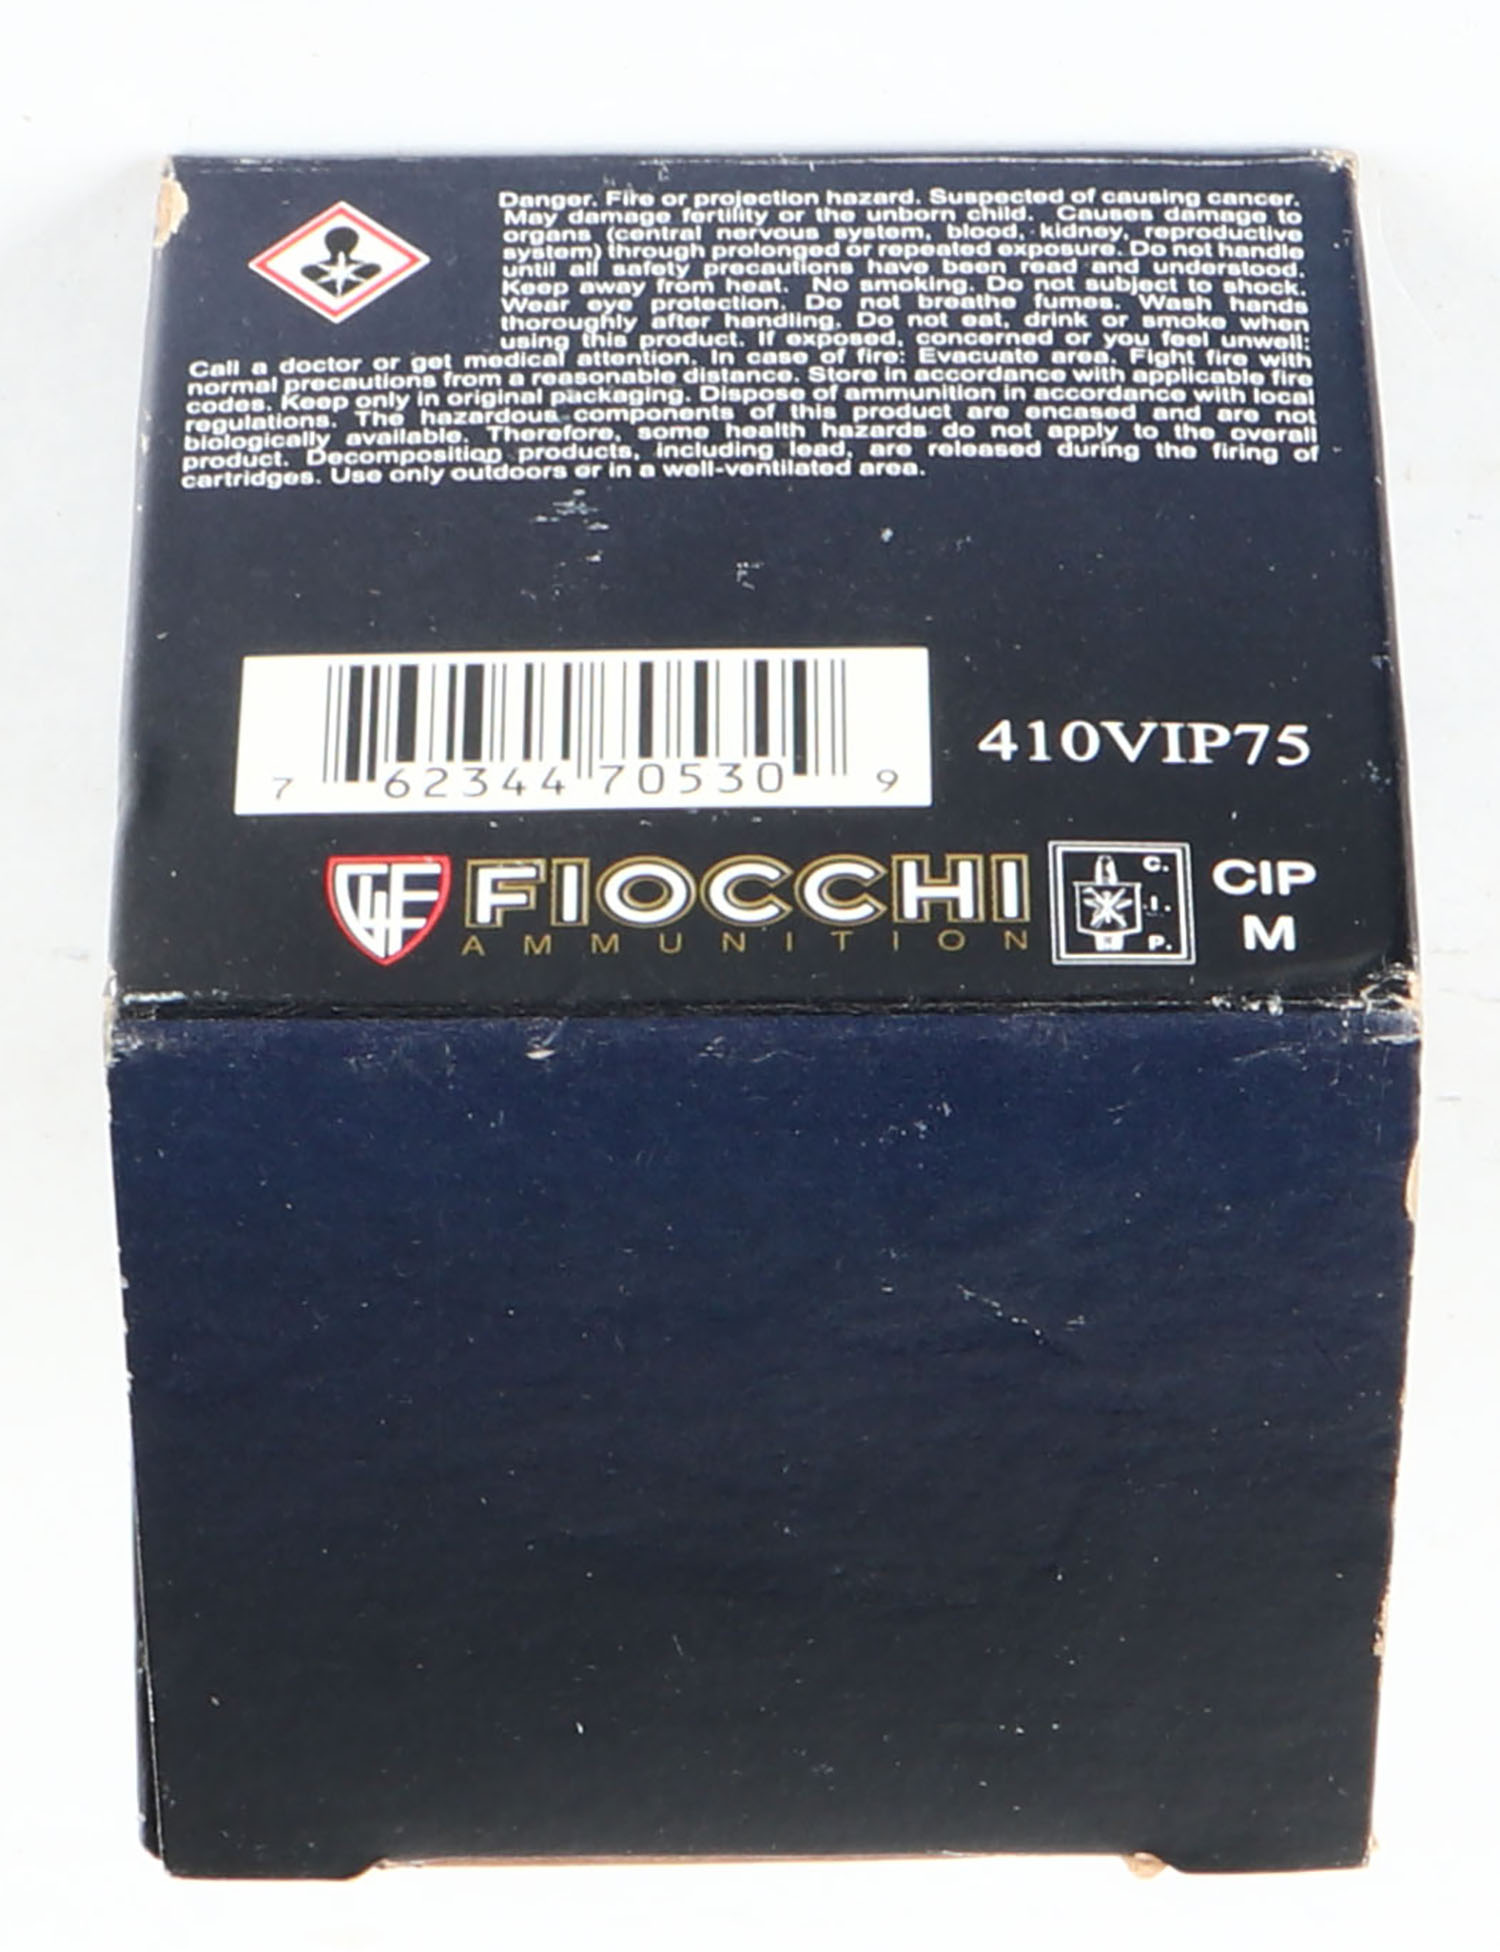 Danger. Fire or projection hazard. Suspected of causing cancer.
May damage fertility or the unborn child. Causes damage to
organs (central nervous system, blood, kidney, reproductive
system) through prolonged or repeated exposure. Do not handle
until all safety precautions have been read and understood.
Keep away from heat. No smoking. Do not subject to shock.
Wear eye protection. Do not breathe fumes. Wash hands
thoroughly after handling. Do not eat, drink or smoke when
using this product. If exposed, concerned or you feel unwell:
Call a doctor or get medical attention. In case of fire: Evacuate area. Fight fire with
normal precautions from a reasonable distance. Store in accordance with applicable fire
codes. Keep only in original packaging. Dispose of ammunition in accordance with local
regulations. The hazardous components of this product are encased and are not
biologically available. Therefore, some health hazards do not apply to the overall
product. Decomposition products, including lead, are released during the firing of
cartridges. Use only outdoors or in a well-ventilated area.
410VIP75
7 62344 70530 9
GFL FIOCCHI
AMMUNITION
C.
I.
P.
CIP
M